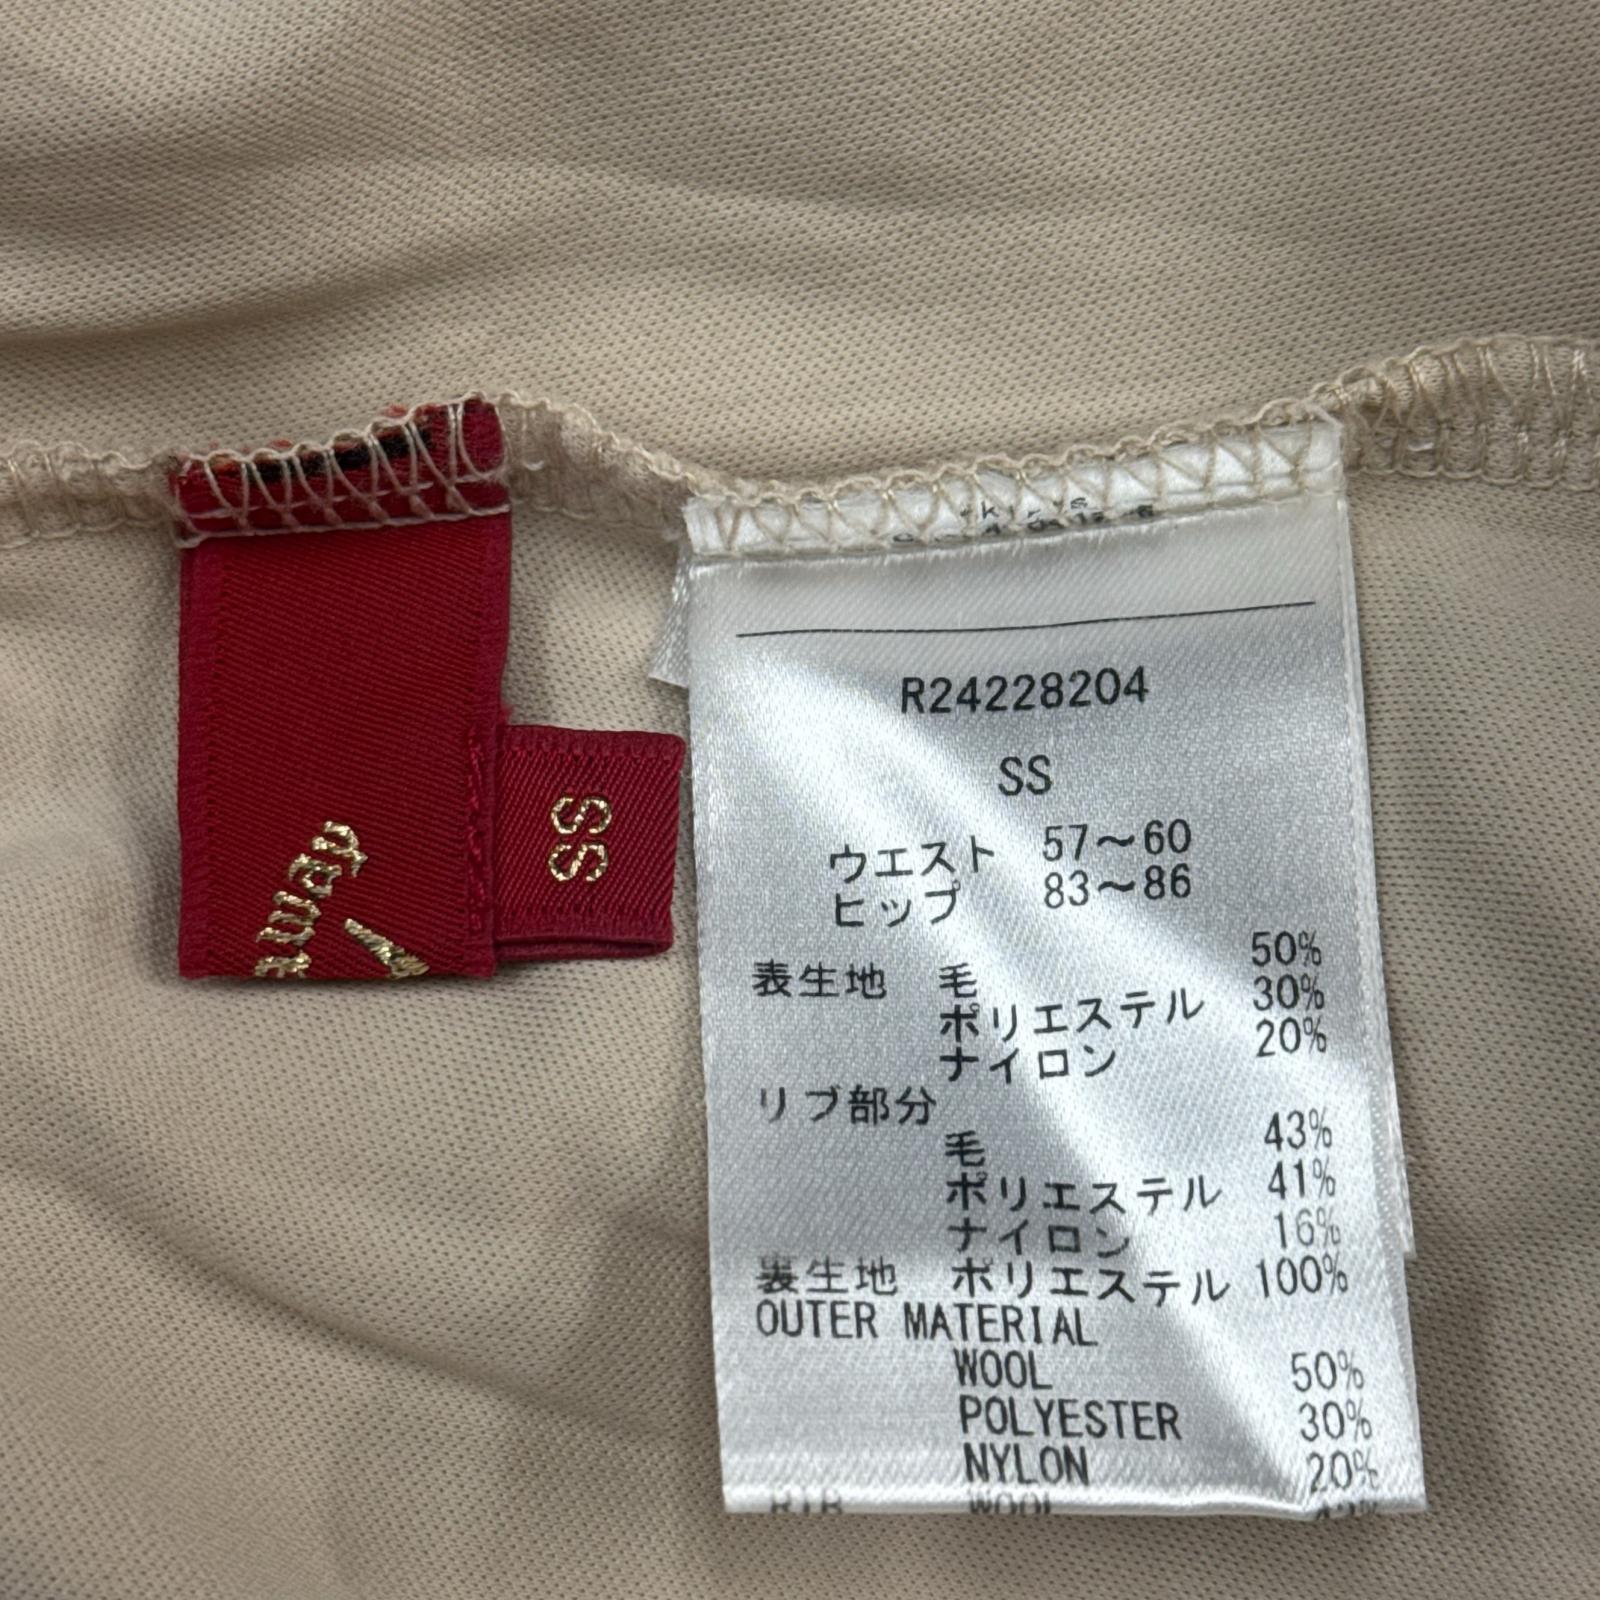 away
SS
R24228204
SS
ウエスト 57～60
ヒップ 83～86
表生地 毛 50%
ポリエステル 30%
ナイロン 20%
リブ部分
毛 43%
ポリエステル 41%
ナイロン 16%
裏生地 ポリエステル 100%
OUTER MATERIAL
WOOL 50%
POLYESTER 30%
NYLON 20%
RIB WOOL